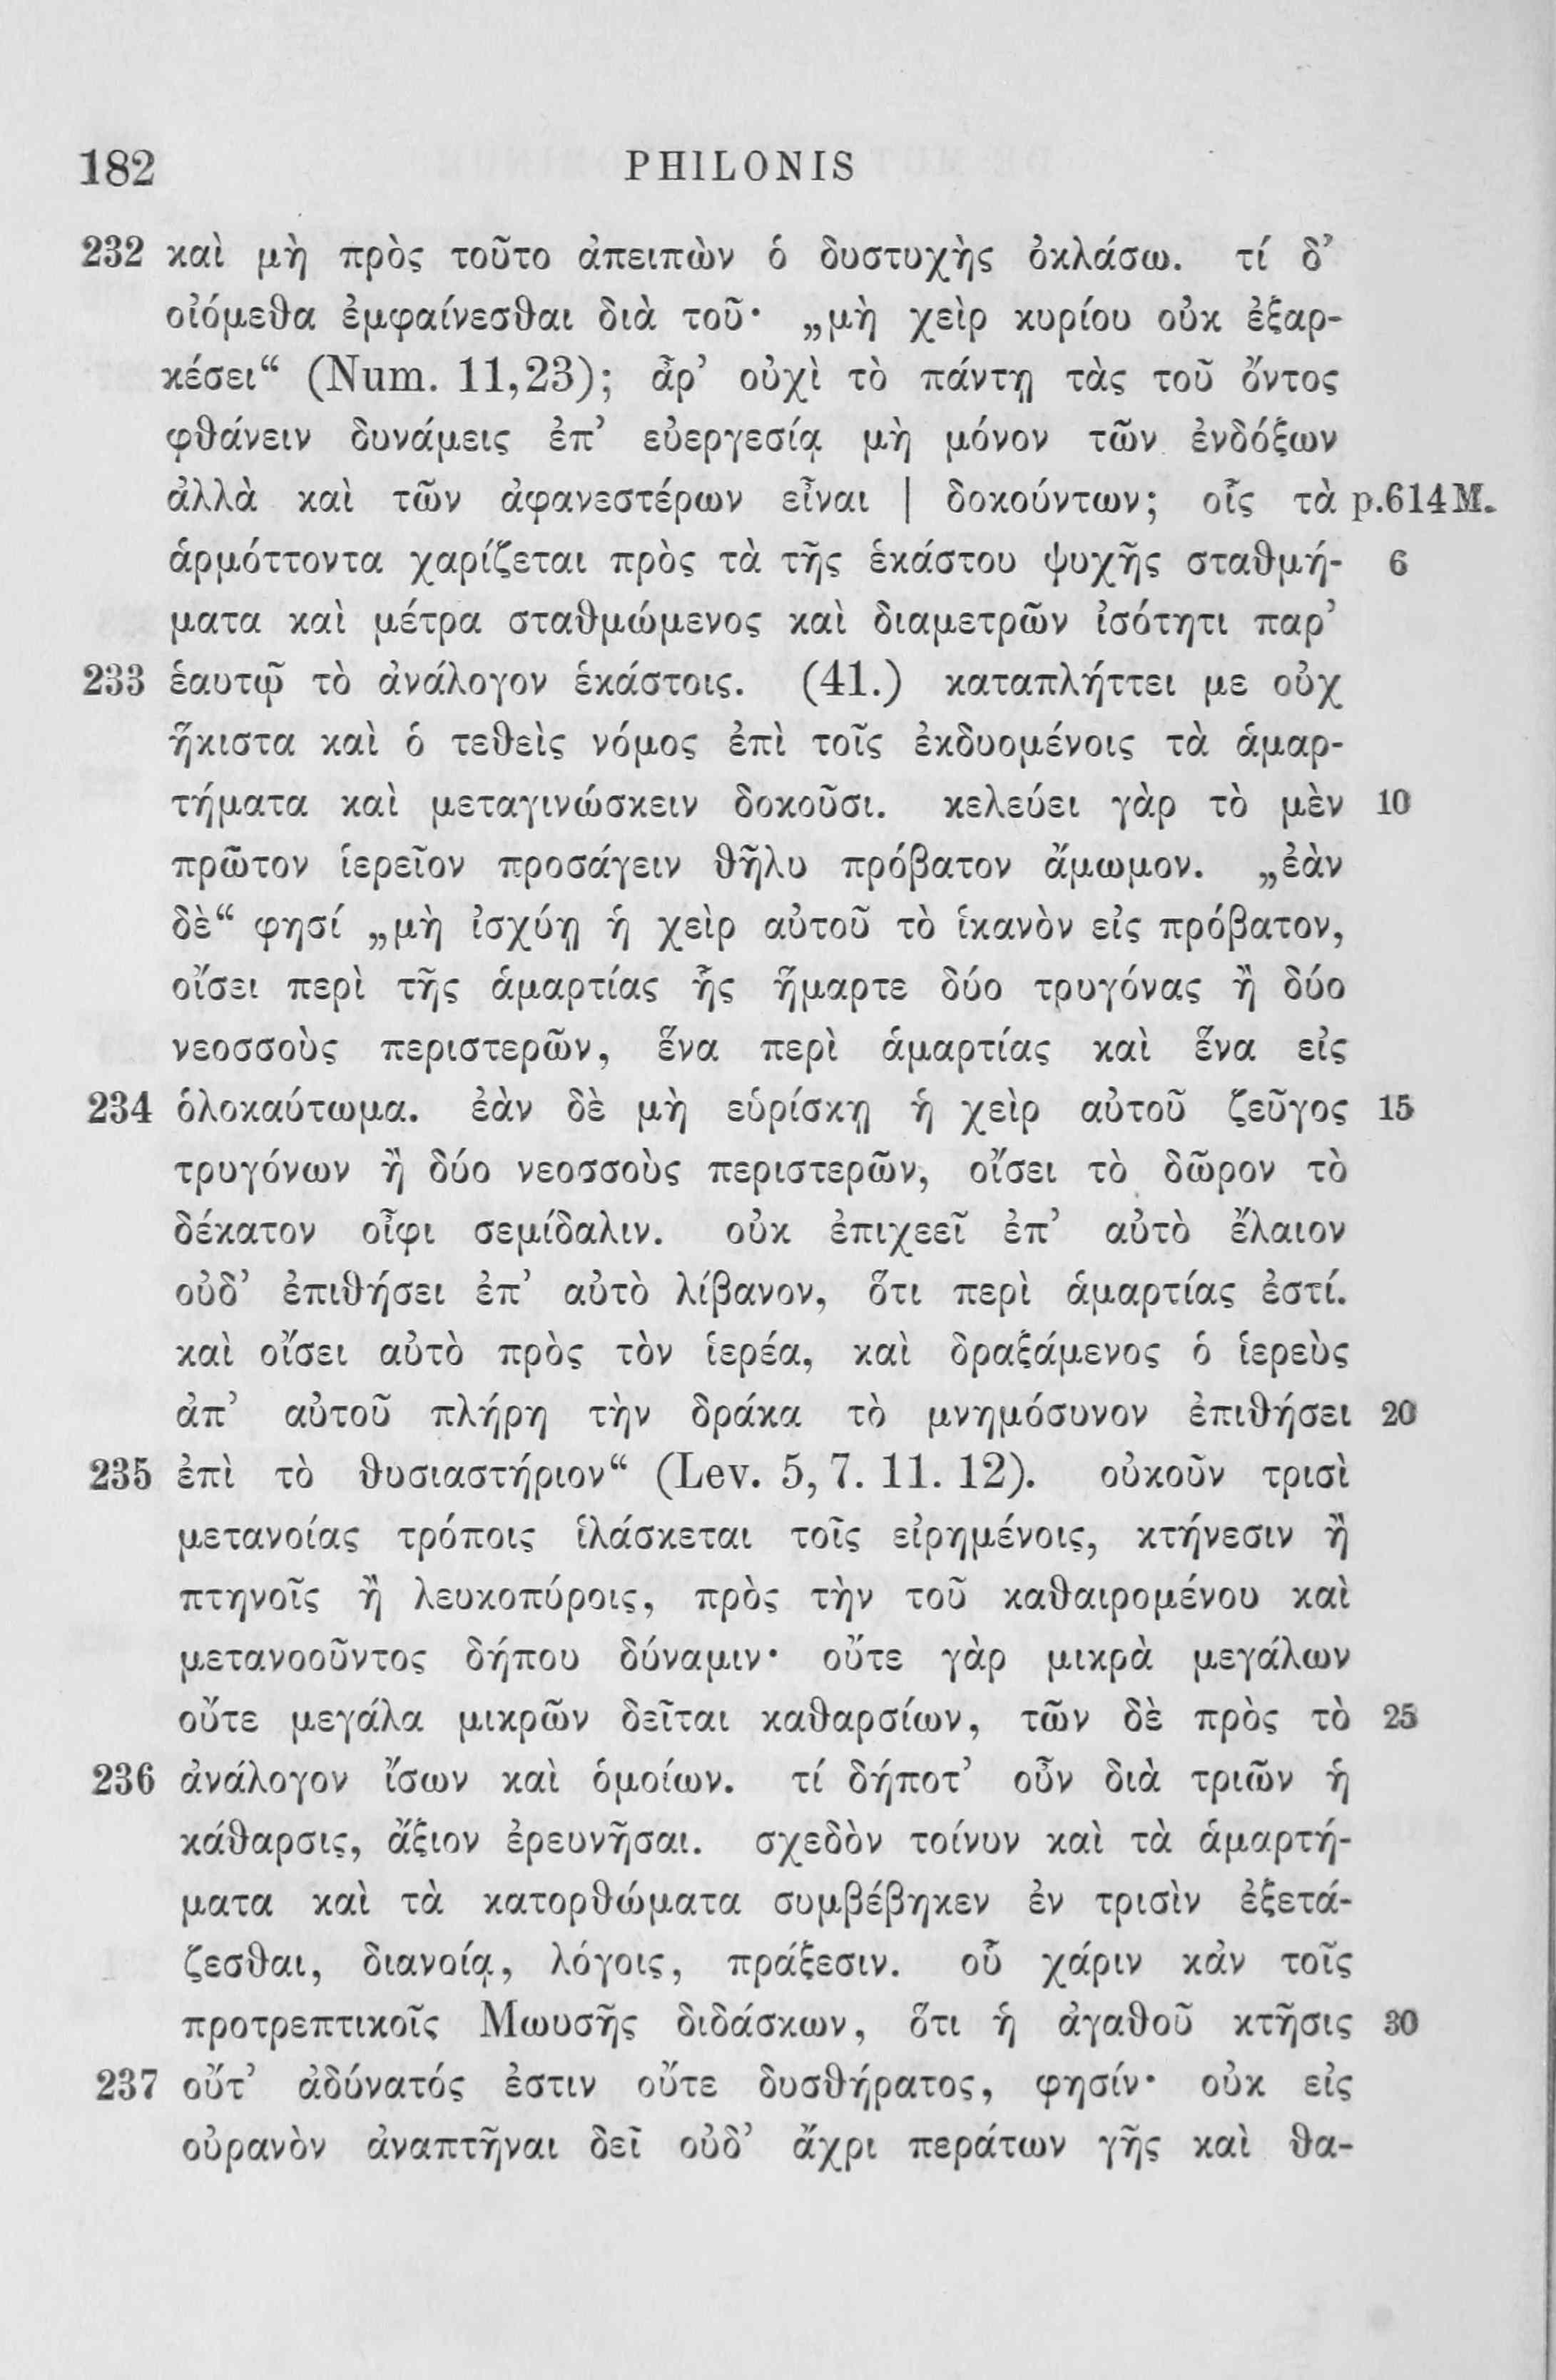 182 PHILONIS
232 καὶ μὴ πρὸς τοῦτο ἀπειπὼν ὁ δυστυχὴς ὀκλάσω. τί δ’
οἰόμεθα ἐμφαίνεσθαι διὰ τοῦ· „μὴ χεὶρ κυρίου οὐκ ἐξαρ-
κέσει“ (Num. 11,23); ἆρ’ οὐχὶ τὸ πάντῃ τὰς τοῦ ὄντος
φθάνειν δυνάμεις ἐπ’ εὐεργεσίᾳ μὴ μόνον τῶν ἐνδόξων
ἀλλὰ καὶ τῶν ἀφανεστέρων εἶναι | δοκούντων; οἷς τὰ p.614 M.
ἁρμόττοντα χαρίζεται πρὸς τὰ τῆς ἑκάστου ψυχῆς σταθμή- 6
ματα καὶ μέτρα σταθμώμενος καὶ διαμετρῶν ἰσότητι παρ’
233 ἑαυτῷ τὸ ἀνάλογον ἑκάστοις. (41.) καταπλήττει με οὐχ
ἥκιστα καὶ ὁ τεθεὶς νόμος ἐπὶ τοῖς ἐκδυομένοις τὰ ἁμαρ-
τήματα καὶ μεταγινώσκειν δοκοῦσι. κελεύει γὰρ τὸ μὲν 10
πρῶτον ἱερεῖον προσάγειν θῆλυ πρόβατον ἄμωμον. „ἐὰν
δὲ“ φησί „μὴ ἰσχύῃ ἡ χεὶρ αὐτοῦ τὸ ἱκανὸν εἰς πρόβατον,
οἴσει περὶ τῆς ἁμαρτίας ἧς ἥμαρτε δύο τρυγόνας ἢ δύο
νεοσσοὺς περιστερῶν, ἕνα περὶ ἁμαρτίας καὶ ἕνα εἰς
234 ὁλοκαύτωμα. ἐὰν δὲ μὴ εὑρίσκῃ ἡ χεὶρ αὐτοῦ ζεῦγος 15
τρυγόνων ἢ δύο νεοσσοὺς περιστερῶν, οἴσει τὸ δῶρον τὸ
δέκατον οἶφι σεμίδαλιν. οὐκ ἐπιχεεῖ ἐπ’ αὐτὸ ἔλαιον
οὐδ’ ἐπιθήσει ἐπ’ αὐτὸ λίβανον, ὅτι περὶ ἁμαρτίας ἐστί.
καὶ οἴσει αὐτὸ πρὸς τὸν ἱερέα, καὶ δραξάμενος ὁ ἱερεὺς
ἀπ’ αὐτοῦ πλήρη τὴν δράκα τὸ μνημόσυνον ἐπιθήσει 20
235 ἐπὶ τὸ θυσιαστήριον“ (Lev. 5, 7. 11. 12). οὐκοῦν τρισὶ
μετανοίας τρόποις ἱλάσκεται τοῖς εἰρημένοις, κτήνεσιν ἢ
πτηνοῖς ἢ λευκοπύροις, πρὸς τὴν τοῦ καθαιρομένου καὶ
μετανοοῦντος δήπου δύναμιν· οὔτε γὰρ μικρὰ μεγάλων
οὔτε μεγάλα μικρῶν δεῖται καθαρσίων, τῶν δὲ πρὸς τὸ 25
236 ἀνάλογον ἴσων καὶ ὁμοίων. τί δήποτ’ οὖν διὰ τριῶν ἡ
κάθαρσις, ἄξιον ἐρευνῆσαι. σχεδὸν τοίνυν καὶ τὰ ἁμαρτή-
ματα καὶ τὰ κατορθώματα συμβέβηκεν ἐν τρισὶν ἐξετά-
ζεσθαι, διανοίᾳ, λόγοις, πράξεσιν. οὗ χάριν κἀν τοῖς
προτρεπτικοῖς Μωυσῆς διδάσκων, ὅτι ἡ ἀγαθοῦ κτῆσις 30
237 οὔτ’ ἀδύνατός ἐστιν οὔτε δυσθήρατος, φησίν· οὐκ εἰς
οὐρανὸν ἀναπτῆναι δεῖ οὐδ’ ἄχρι περάτων γῆς καὶ θα-